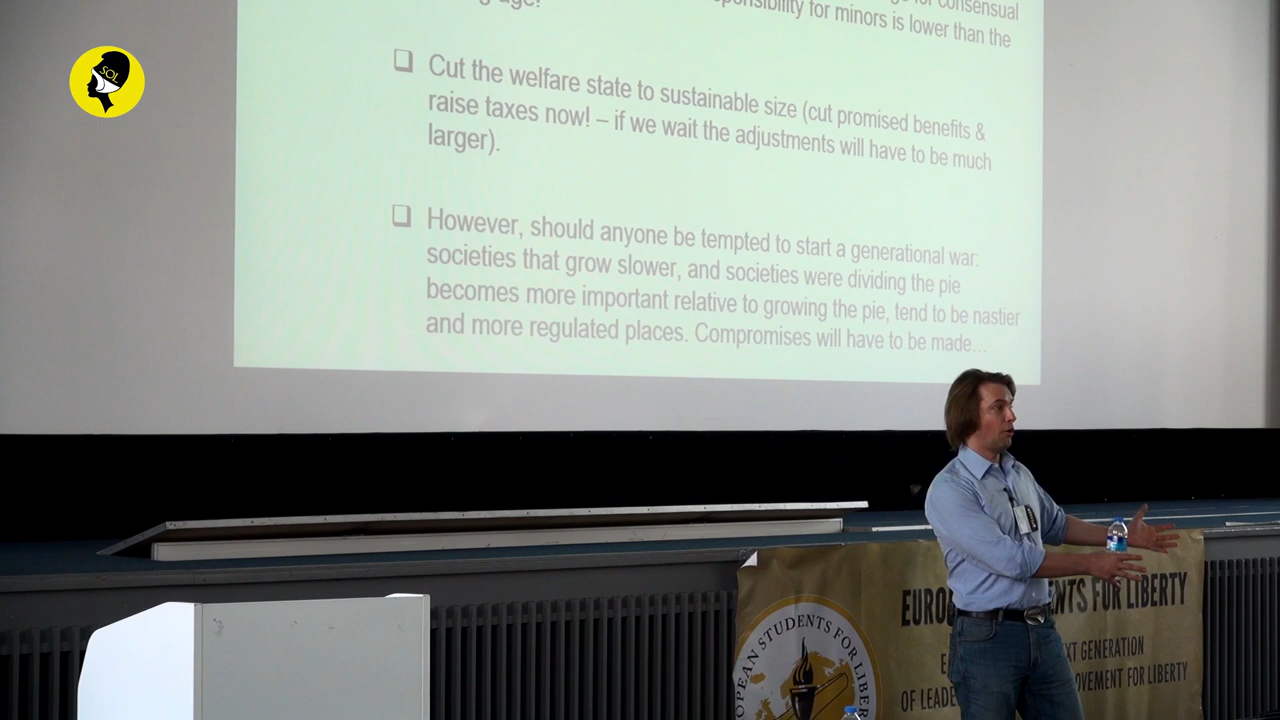 for consensual
age!
responsibility for minors is lower than the
❑ Cut the welfare state to sustainable size (cut promised benefits &
raise taxes now! – if we wait the adjustments will have to be much
larger).
❑ However, should anyone be tempted to start a generational war:
societies that grow slower, and societies were dividing the pie
becomes more important relative to growing the pie, tend to be nastier
and more regulated places. Compromises will have to be made...
SOL
STUDENTS FOR
FOR LIBERTY
GENERATION
OF
FOR LIBERTY